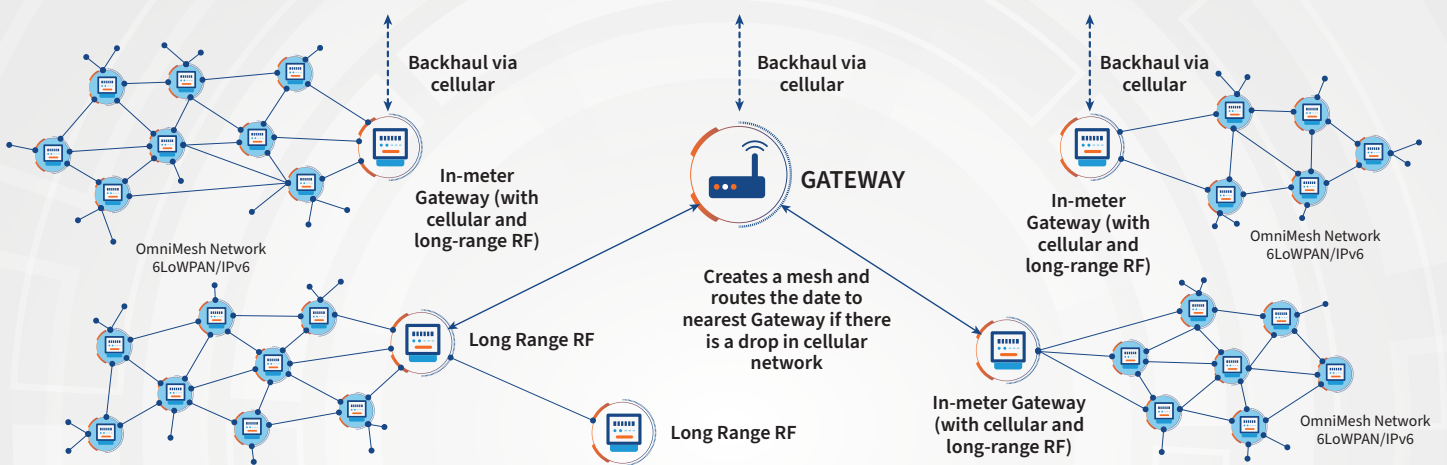 Backhaul via
cellular
Backhaul via
cellular
Backhaul via
cellular
In-meter
Gateway (with
cellular and
long-range RF)
GATEWAY
In-meter
Gateway (with
cellular and
long-range RF)
OmniMesh Network
6LoWPAN/IPv6
OmniMesh Network
6LoWPAN/IPv6
Creates a mesh and
routes the date to
nearest Gateway if there
is a drop in cellular
network
Long Range RF
Long Range RF
In-meter Gateway
(with cellular and
long-range RF)
OmniMesh Network
6LoWPAN/IPv6